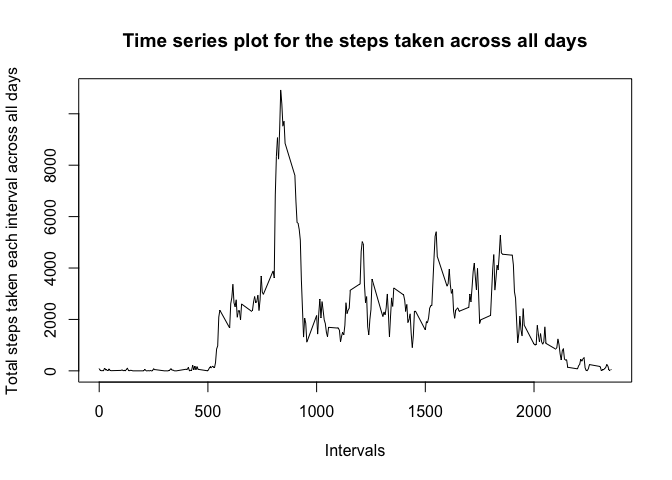 Time series plot for the steps taken across all days
Total steps taken each interval across all days
8000
6000
4000
2000
0
0 500 1000 1500 2000
Intervals